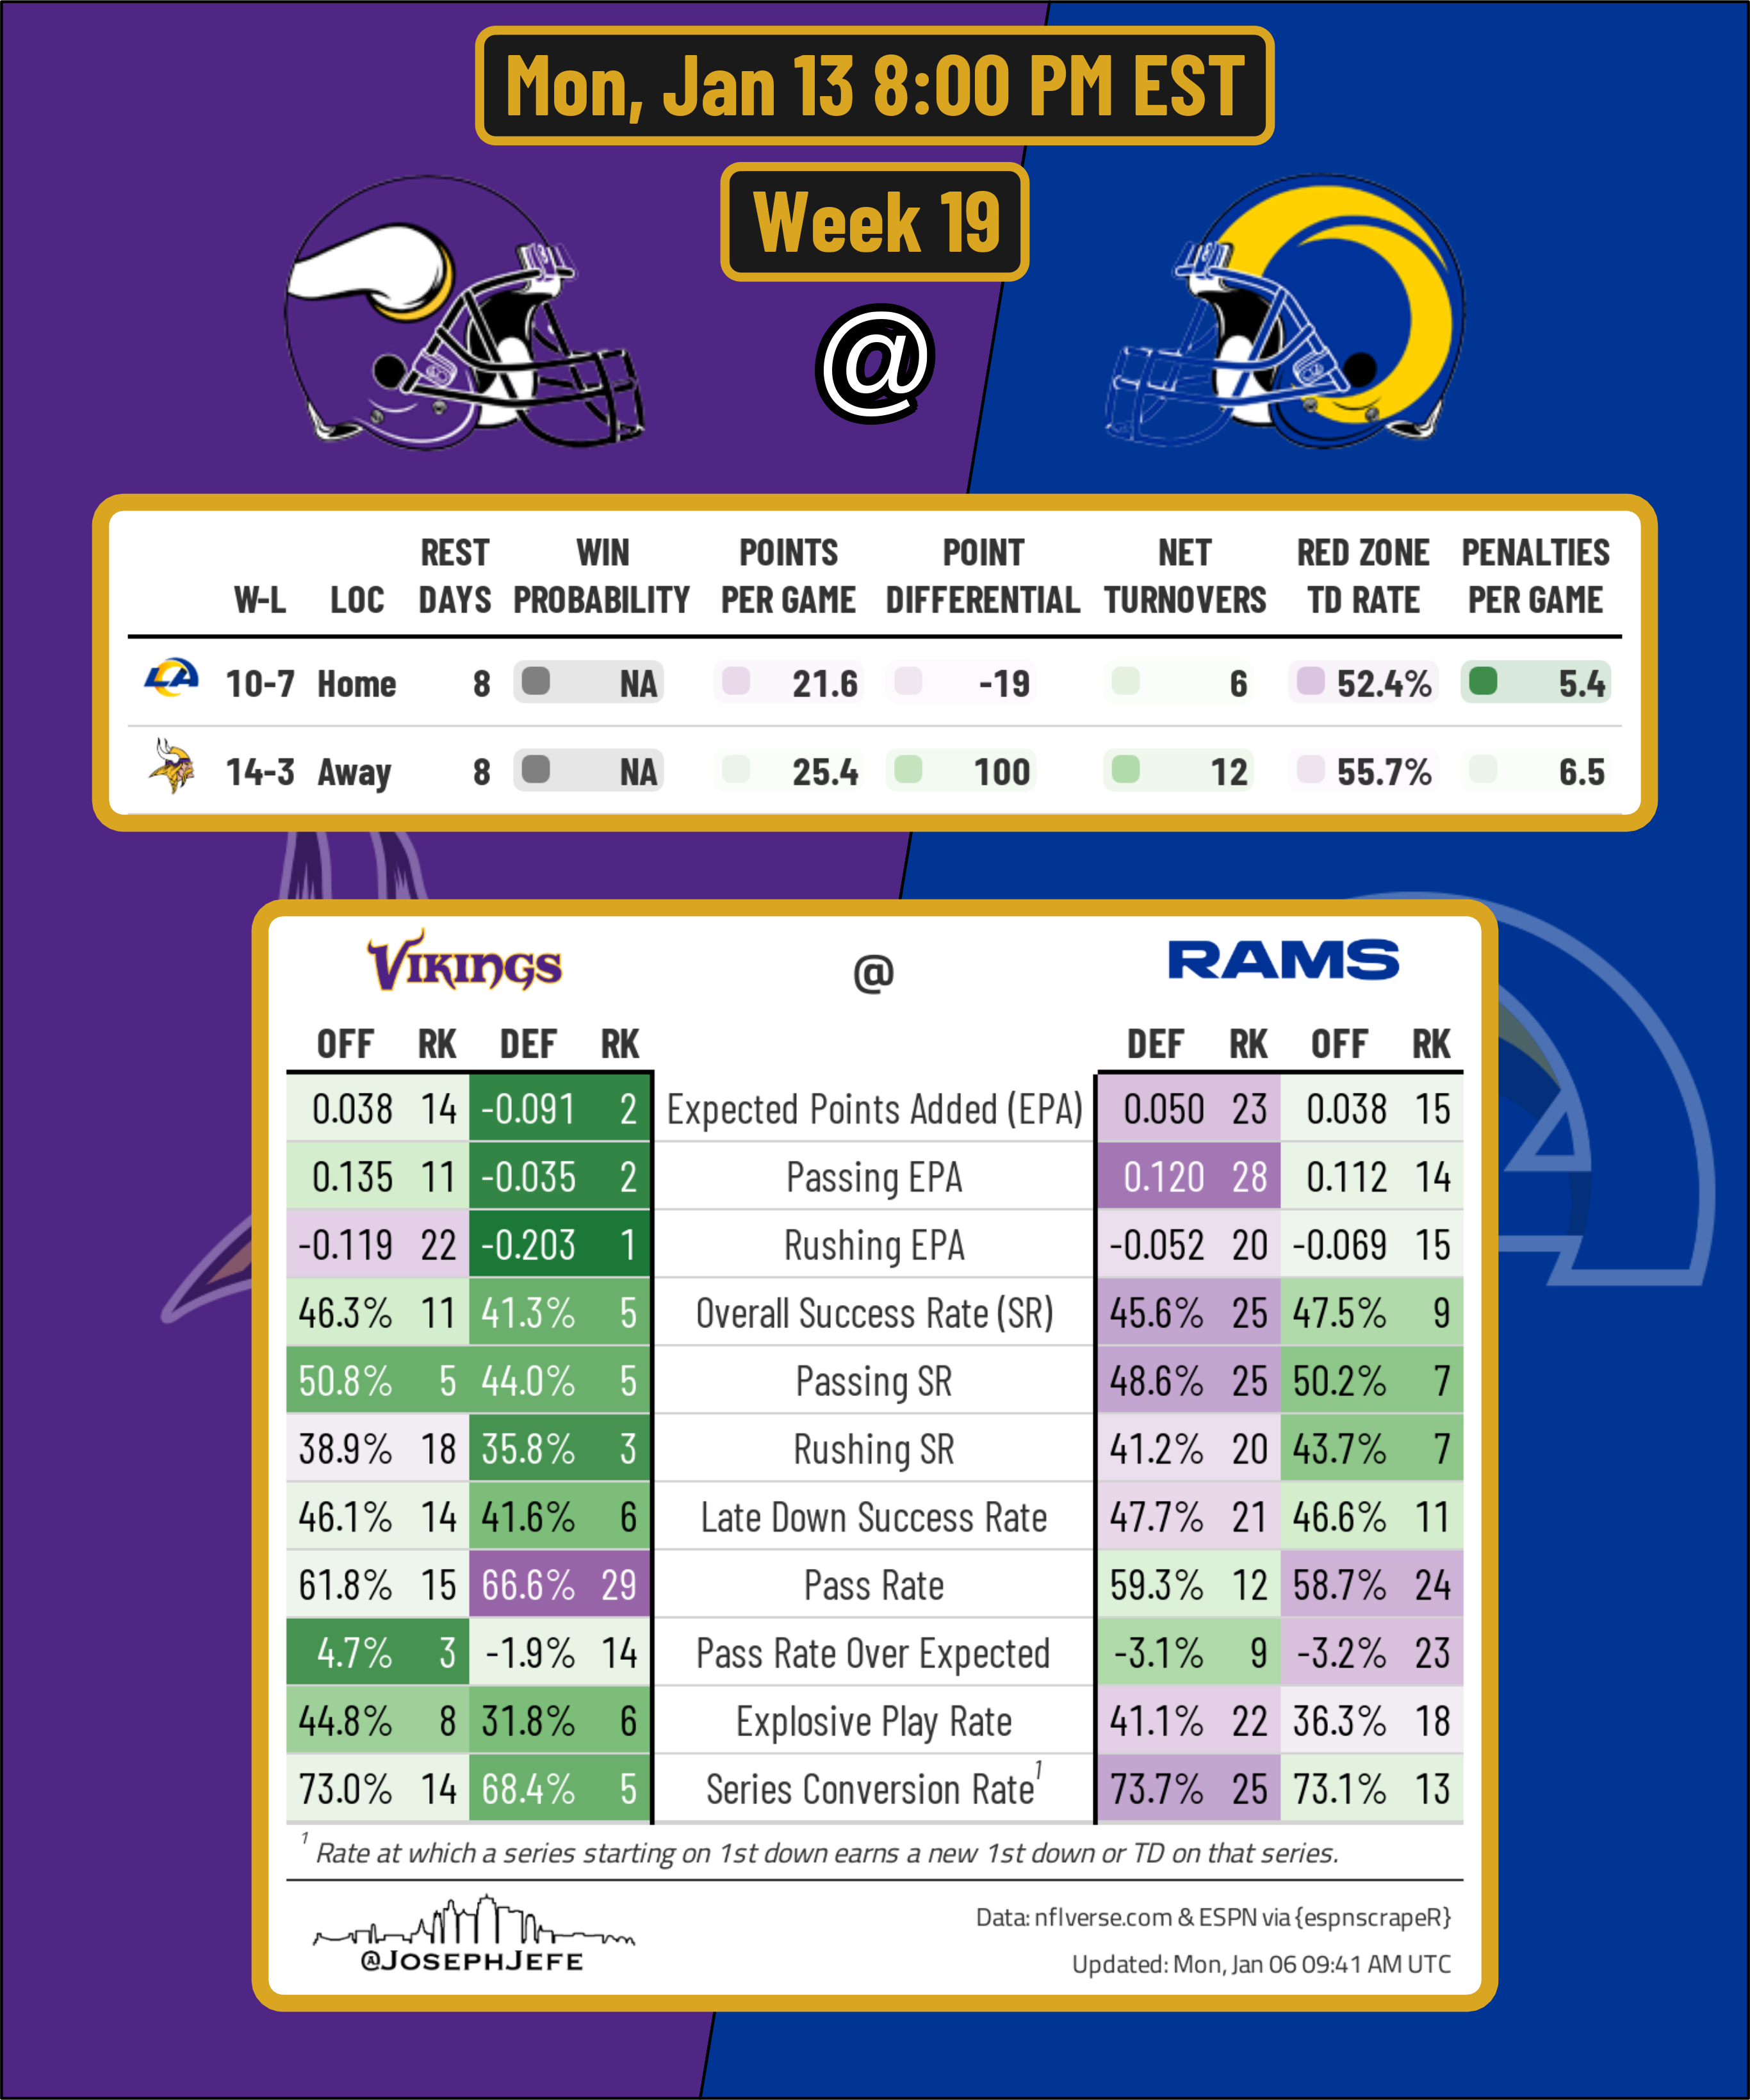 Mon, Jan 13 8:00 PM EST
Week 19
@
REST WIN POINTS POINT NET RED ZONE PENALTIES
W-L LOC DAYS PROBABILITY PER GAME DIFFERENTIAL TURNOVERS TD RATE PER GAME
LA 10-7 Home 8 NA 21.6 -19 6 52.4% 5.4
14-3 Away 8 NA 25.4 100 12 55.7% 6.5
VIKINGS @ RAMS
OFF RK DEF RK DEF RK OFF RK
0.038 14 -0.091 2 Expected Points Added (EPA) 0.050 23 0.038 15
0.135 11 -0.035 2 Passing EPA 0.120 28 0.112 14
-0.119 22 -0.203 1 Rushing EPA -0.052 20 -0.069 15
46.3% 11 41.3% 5 Overall Success Rate (SR) 45.6% 25 47.5% 9
50.8% 5 44.0% 5 Passing SR 48.6% 25 50.2% 7
38.9% 18 35.8% 3 Rushing SR 41.2% 20 43.7% 7
46.1% 14 41.6% 6 Late Down Success Rate 47.7% 21 46.6% 11
61.8% 15 66.6% 29 Pass Rate 59.3% 12 58.7% 24
4.7% 3 -1.9% 14 Pass Rate Over Expected -3.1% 9 -3.2% 23
44.8% 8 31.8% 6 Explosive Play Rate 41.1% 22 36.3% 18
73.0% 14 68.4% 5 Series Conversion Rate¹ 73.7% 25 73.1% 13
¹ Rate at which a series starting on 1st down earns a new 1st down or TD on that series.
@JOSEPHJEFE
Data: nflverse.com & ESPN via {espnscrapeR}
Updated: Mon, Jan 06 09:41 AM UTC